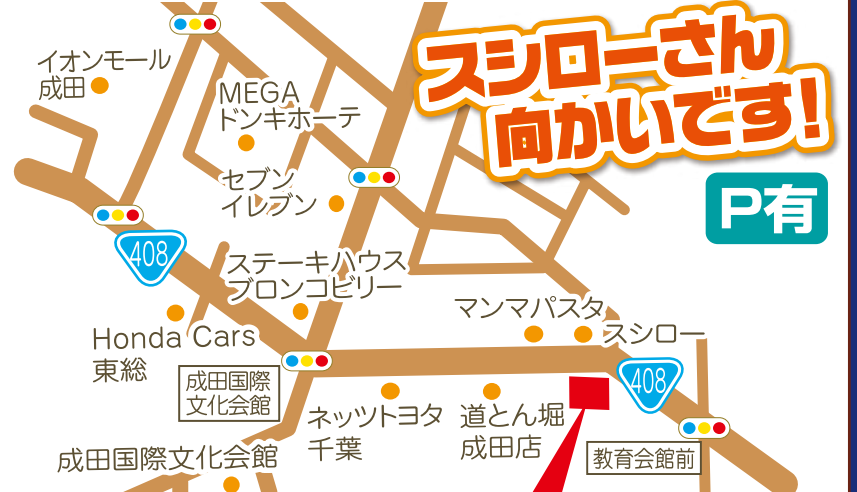 スシローさん
向かいです!
P有
イオンモール
成田
MEGA
ドンキホーテ
セブン
イレブン
408
ステーキハウス
ブロンコビリー
マンマパスタ
スシロー
Honda Cars
東総
成田国際
文化会館
408
ネッツトヨタ
千葉
道とん堀
成田店
教育会館前
成田国際文化会館